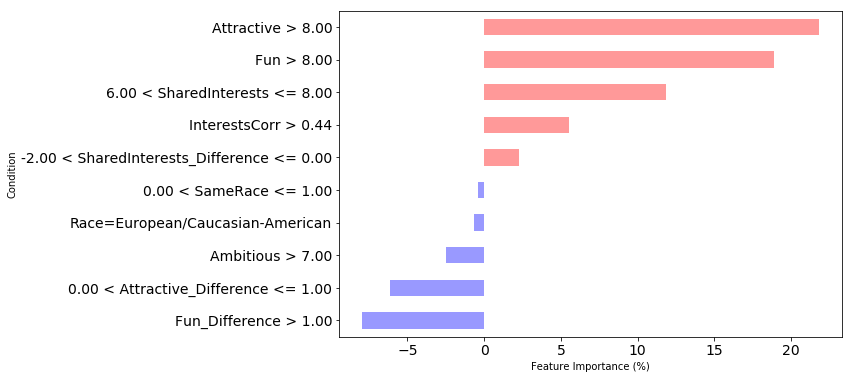 Attractive > 8.00
Fun > 8.00
6.00 < SharedInterests <= 8.00
InterestsCorr > 0.44
-2.00 < SharedInterests_Difference <= 0.00
0.00 < SameRace <= 1.00
Race=European/Caucasian-American
Ambitious > 7.00
0.00 < Attractive_Difference <= 1.00
Fun_Difference > 1.00
Condition
−5 0 5 10 15 20
Feature Importance (%)